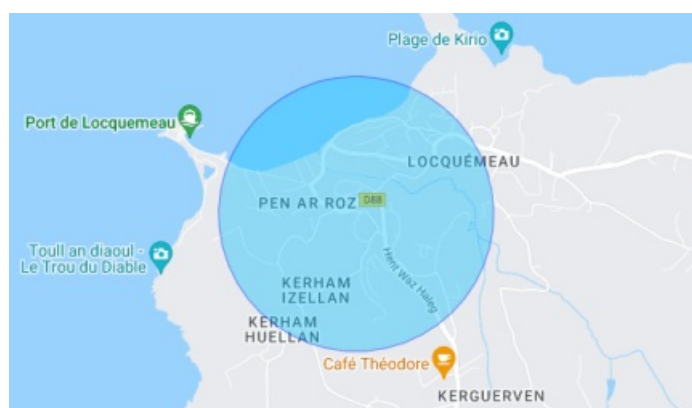 Plage de Kirio
Port de Locquemeau
LOCQUÉMEAU
PEN AR ROZ
D88
Toull an diaoul -
Le Trou du Diable
Hent Waz Haleg
KERHAM
IZELLAN
KERHAM
HUELLAN
Café Théodore
KERGUERVEN